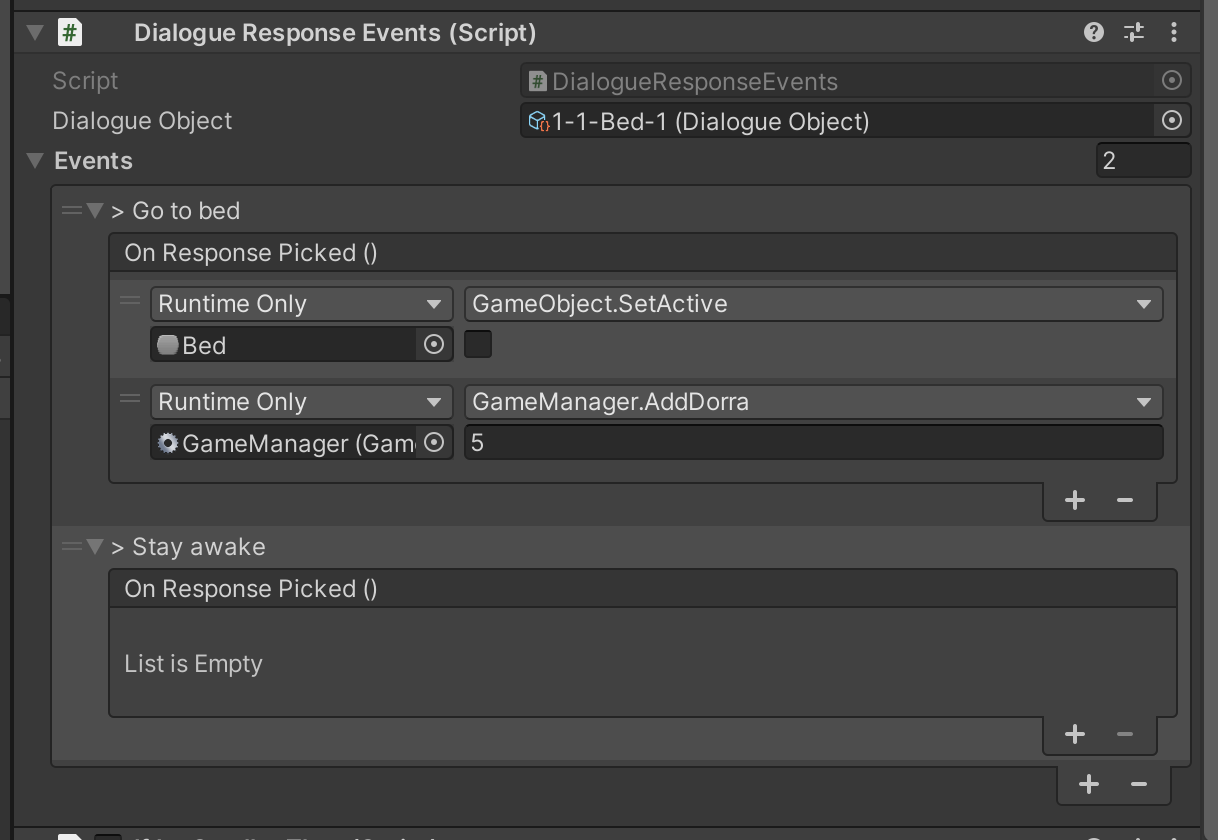 Dialogue Response Events (Script)
Script
DialogueResponseEvents
Dialogue Object
1-1-Bed-1 (Dialogue Object)
Events
2
> Go to bed
On Response Picked ()
Runtime Only
GameObject.SetActive
Bed
Runtime Only
GameManager.AddDorra
GameManager (Gam
5
> Stay awake
On Response Picked ()
List is Empty